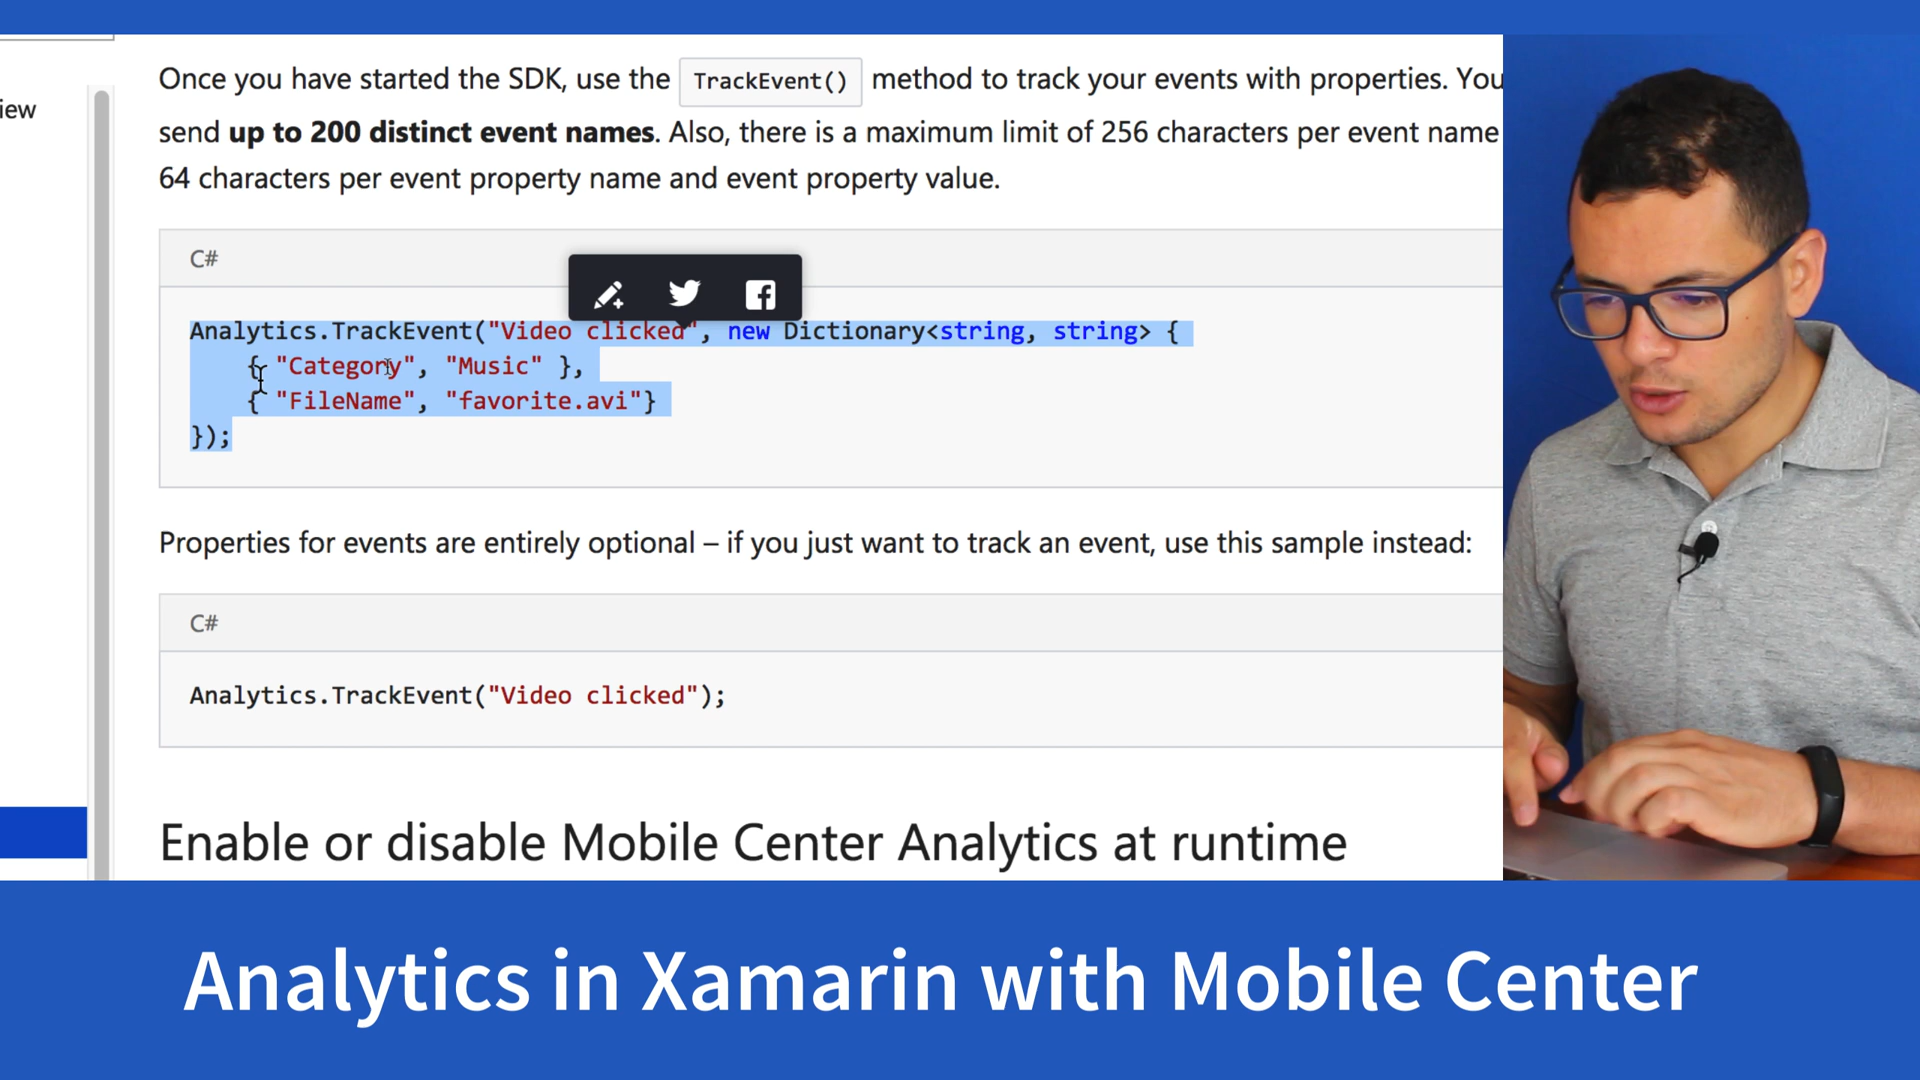 iew
Once you have started the SDK, use the TrackEvent() method to track your events with properties. You
send up to 200 distinct event names. Also, there is a maximum limit of 256 characters per event name
64 characters per event property name and event property value.
C#
Analytics.TrackEvent("Video clicked", new Dictionary<string, string> {
{ "Category", "Music" },
{ "FileName", "favorite.avi"}
});
Properties for events are entirely optional – if you just want to track an event, use this sample instead:
C#
Analytics.TrackEvent("Video clicked");
Enable or disable Mobile Center Analytics at runtime
Analytics in Xamarin with Mobile Center